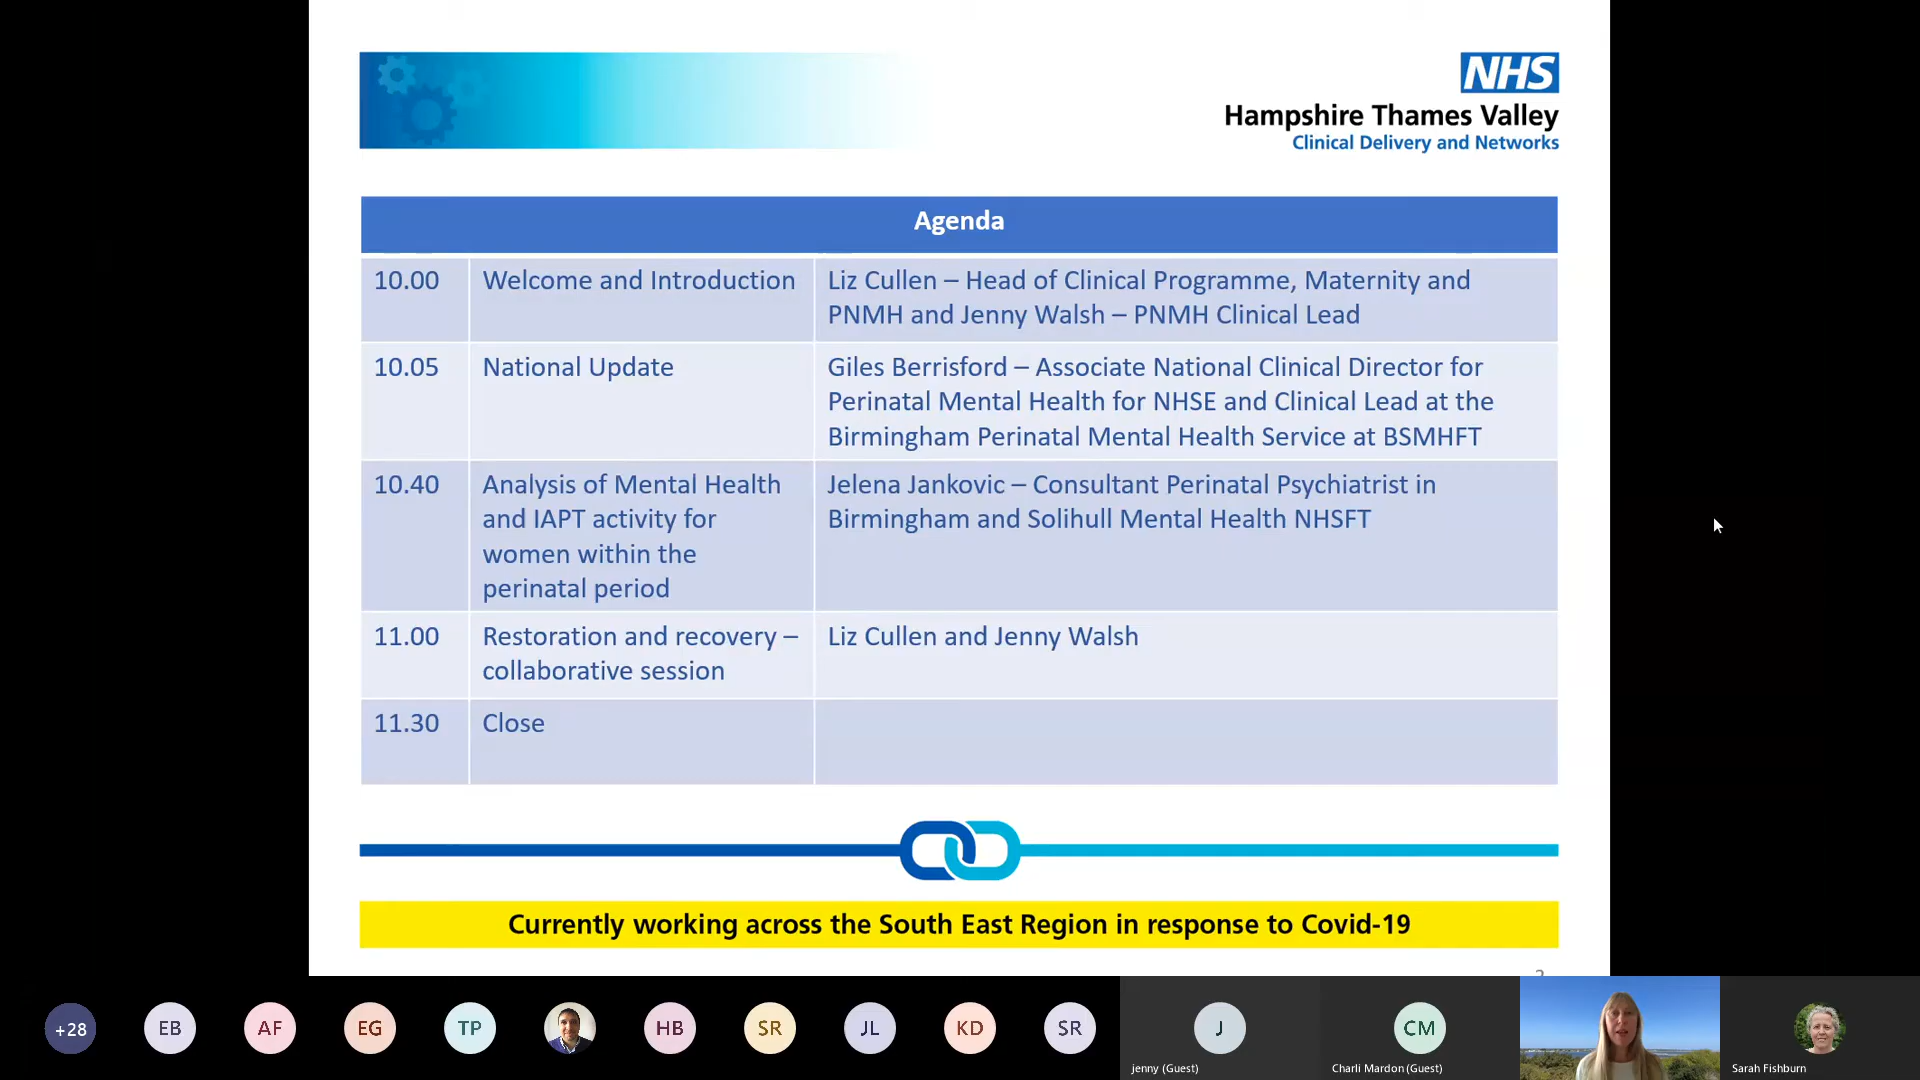 NHS
Hampshire Thames Valley
Clinical Delivery and Networks
Agenda
10.00 Welcome and Introduction Liz Cullen – Head of Clinical Programme, Maternity and
PNMH and Jenny Walsh – PNMH Clinical Lead
10.05 National Update Giles Berrisford – Associate National Clinical Director for
Perinatal Mental Health for NHSE and Clinical Lead at the
Birmingham Perinatal Mental Health Service at BSMHFT
10.40 Analysis of Mental Health Jelena Jankovic – Consultant Perinatal Psychiatrist in
and IAPT activity for Birmingham and Solihull Mental Health NHSFT
women within the
perinatal period
11.00 Restoration and recovery – Liz Cullen and Jenny Walsh
collaborative session
11.30 Close
Currently working across the South East Region in response to Covid-19
+28 EB AF EG TP HB SR JL KD SR J CM
jenny (Guest) Charli Mardon (Guest) Sarah Fishburn